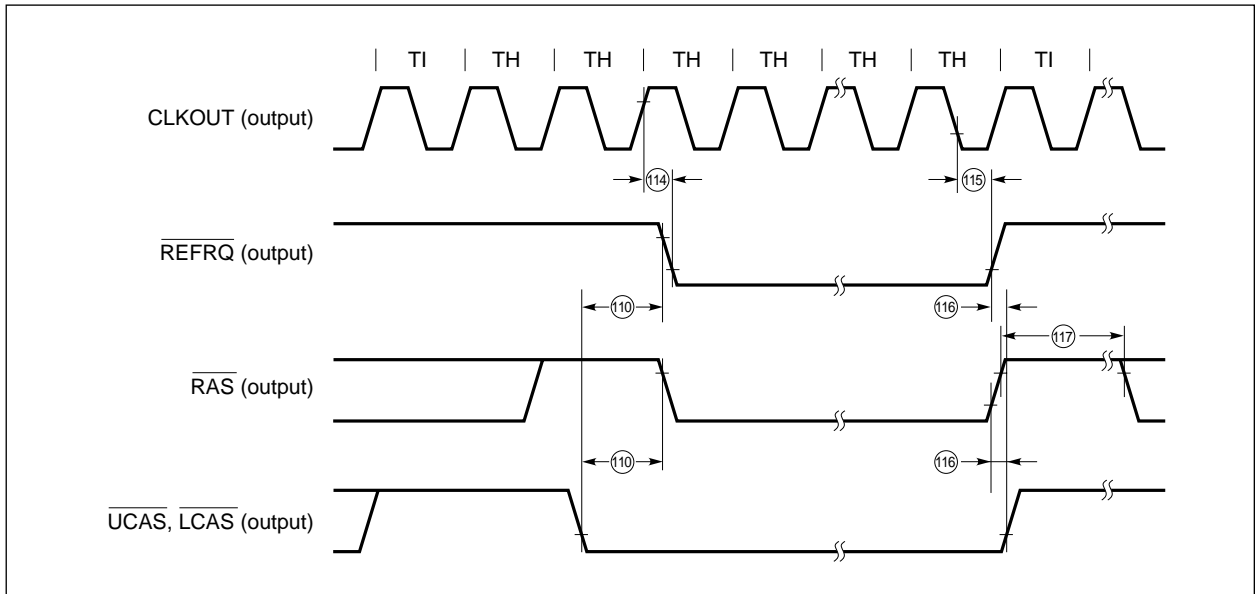 TI TH TH TH TH TH TH TI
CLKOUT (output)
114 115
REFRQ (output)
110 116
117
RAS (output)
110 116
UCAS, LCAS (output)